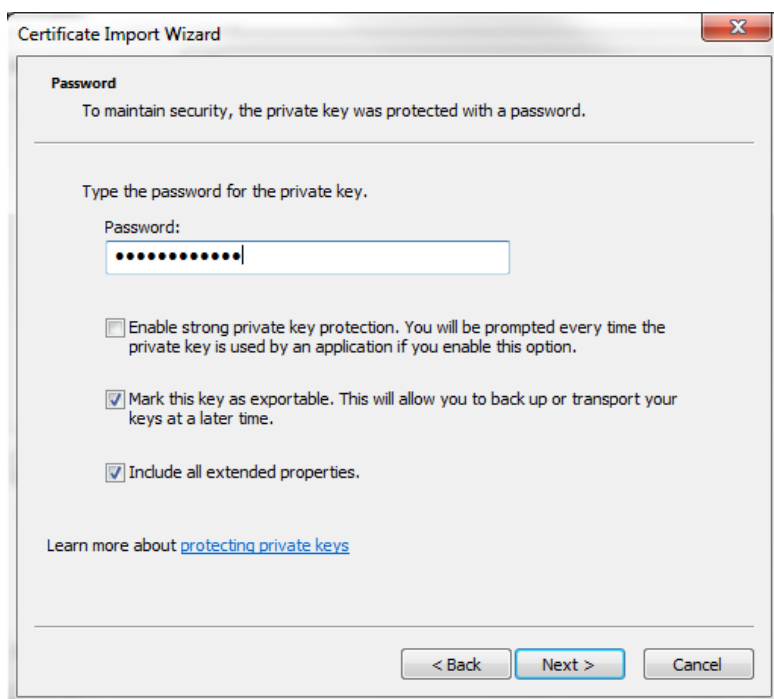 Certificate Import Wizard
Password
To maintain security, the private key was protected with a password.
Type the password for the private key.
Password:
••••••••••••
Enable strong private key protection. You will be prompted every time the
private key is used by an application if you enable this option.
Mark this key as exportable. This will allow you to back up or transport your
keys at a later time.
Include all extended properties.
Learn more about protecting private keys
< Back Next > Cancel